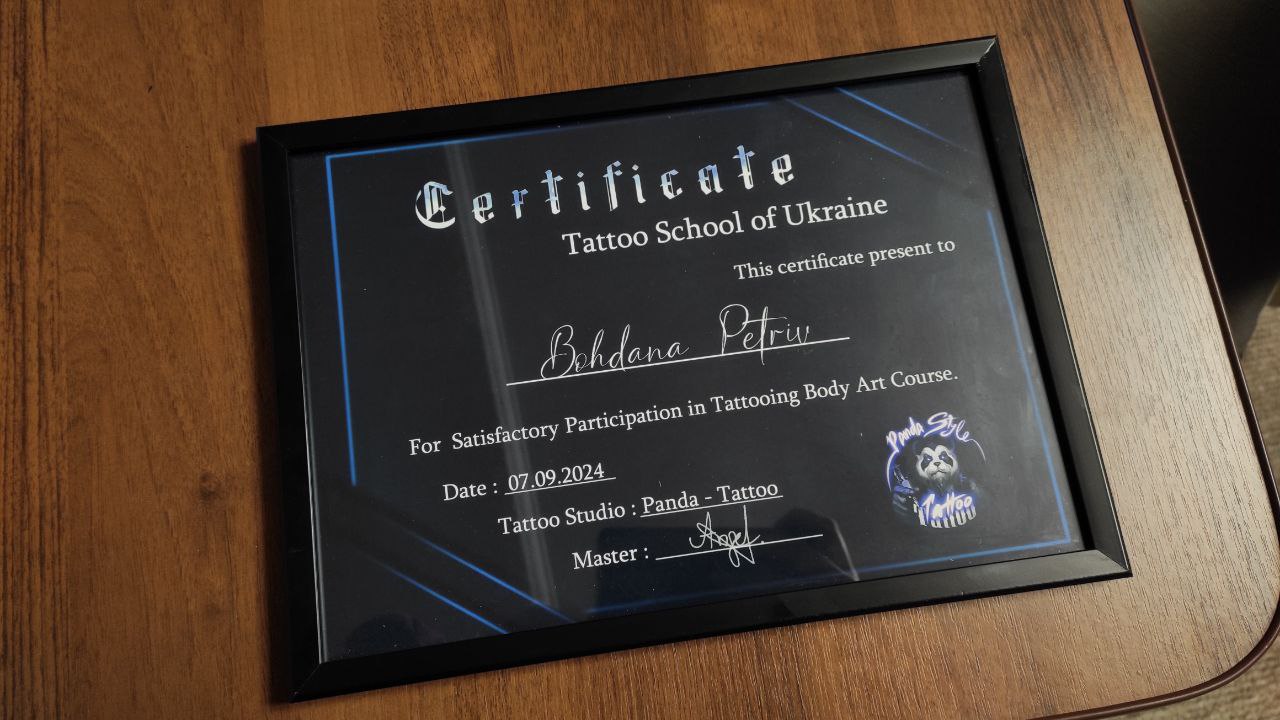 Certificate
Tattoo School of Ukraine
This certificate present to
Bohdana Petriv
For Satisfactory Participation in Tattooing Body Art Course.
Date : 07.09.2024
Tattoo Studio : Panda - Tattoo
Master : Angel.
Panda Style
Tattoo